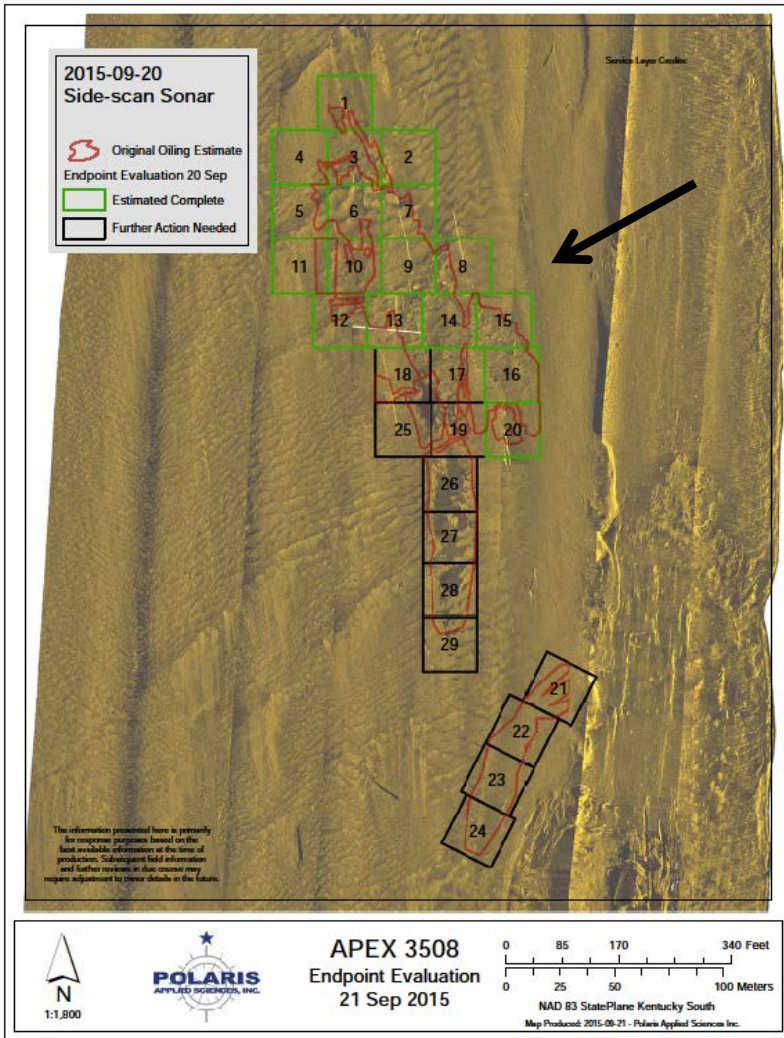 2015-09-20
Side-scan Sonar
Original Oiling Estimate
Endpoint Evaluation 20 Sep
Estimated Complete
Further Action Needed
Service Layer Credits:
1
4 3 2
5 6 7
11 10 9 8
12 13 14 15
18 17 16
25 19 20
26
27
28
29
21
22
23
24
The information presented here is primarily
for response purposes based on the
best available information at the time of
production. Subsequent field information
and further reviews in due course may
require adjustment to minor details in the future.
N
1:1,800
POLARIS
APPLIED SCIENCES, INC.
APEX 3508
Endpoint Evaluation
21 Sep 2015
0 85 170 340 Feet
0 25 50 100 Meters
NAD 83 StatePlane Kentucky South
Map Produced: 2015-09-21 - Polaris Applied Sciences Inc.